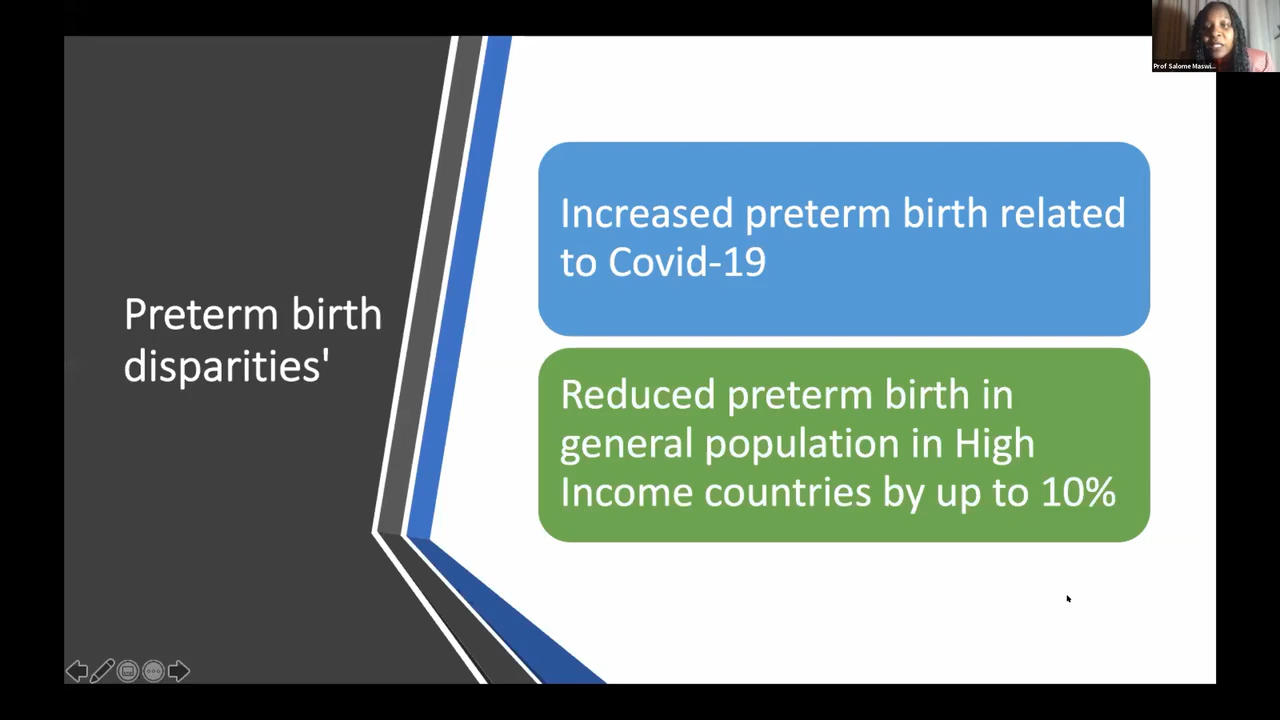 Prof Salome Maswi...
Preterm birth
disparities'
Increased preterm birth related
to Covid-19
Reduced preterm birth in
general population in High
Income countries by up to 10%